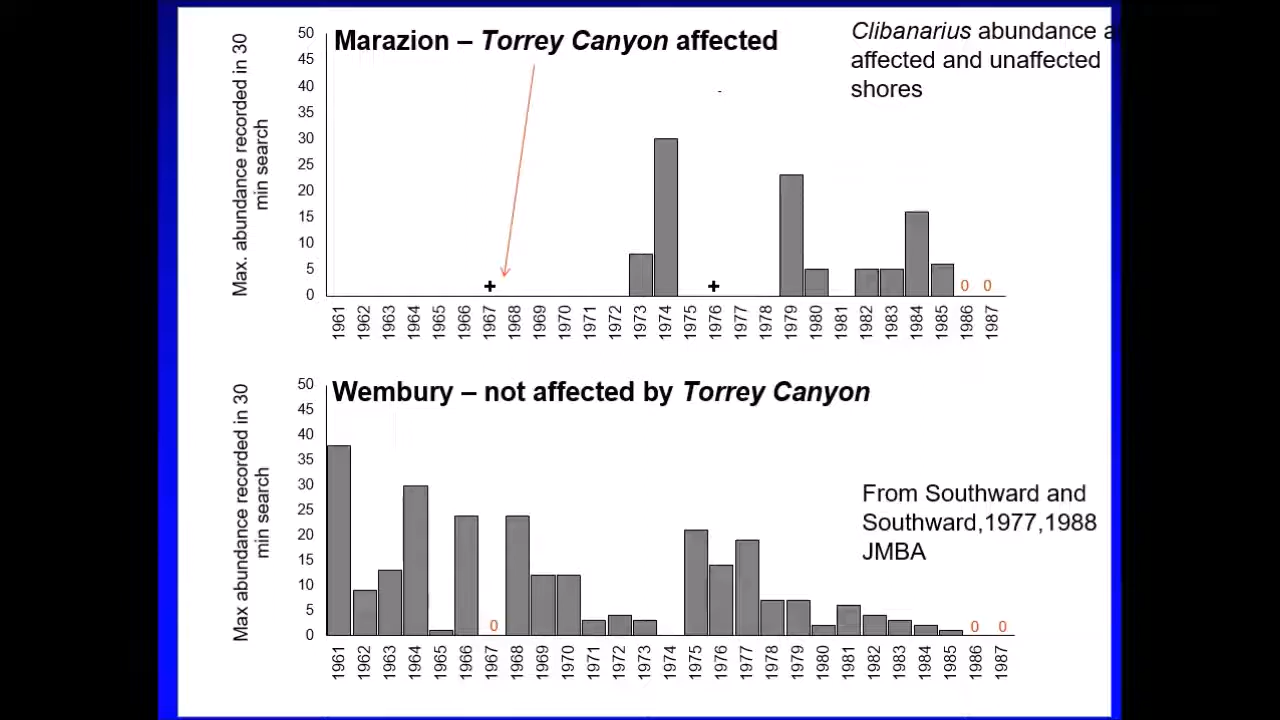 Marazion – Torrey Canyon affected
Clibanarius abundance a
affected and unaffected
shores
Max. abundance recorded in 30
min search
50
45
40
35
30
25
20
15
10
5
0
+
+
0 0
1961 1962 1963 1964 1965 1966 1967 1968 1969 1970 1971 1972 1973 1974 1975 1976 1977 1978 1979 1980 1981 1982 1983 1984 1985 1986 1987
Wembury – not affected by Torrey Canyon
Max abundance recorded in 30
min search
50
45
40
35
30
25
20
15
10
5
0
From Southward and
Southward,1977,1988
JMBA
0 0 0
1961 1962 1963 1964 1965 1966 1967 1968 1969 1970 1971 1972 1973 1974 1975 1976 1977 1978 1979 1980 1981 1982 1983 1984 1985 1986 1987